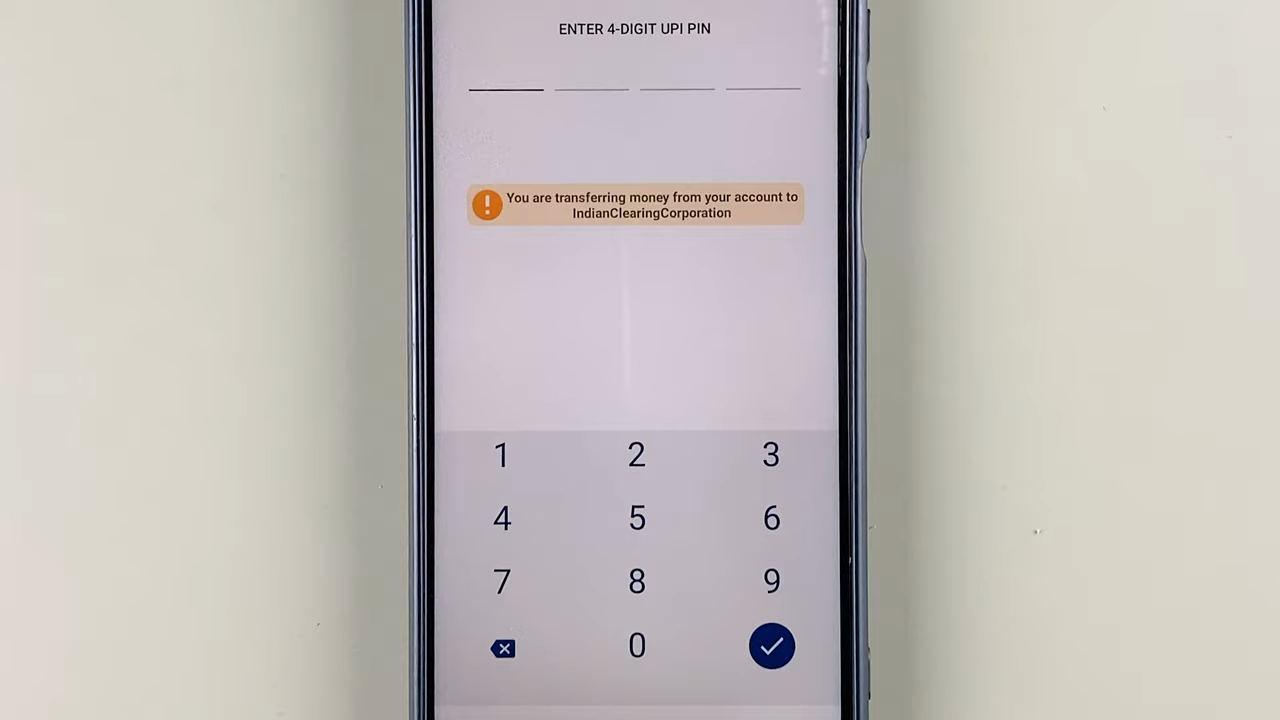 ENTER 4-DIGIT UPI PIN
You are transferring money from your account to
IndianClearingCorporation
1 2 3
4 5 6
7 8 9
0